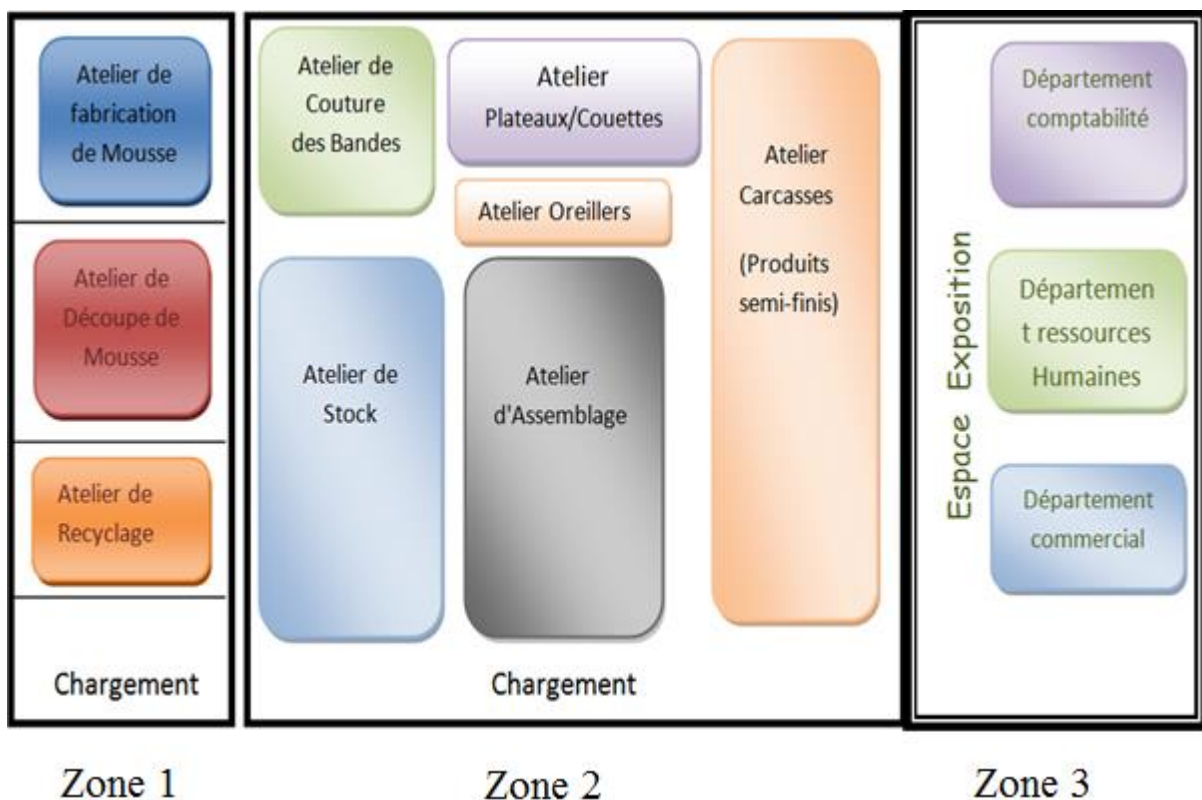 Atelier de
fabrication
de Mousse
Atelier de
Découpe de
Mousse
Atelier de
Recyclage
Chargement
Zone 1
Atelier de
Couture
des Bandes
Atelier
Plateaux/Couettes
Atelier Oreillers
Atelier
Carcasses
(Produits
semi-finis)
Atelier de
Stock
Atelier
d'Assemblage
Chargement
Zone 2
Espace Exposition
Département
comptabilité
Départemen
t ressources
Humaines
Département
commercial
Zone 3